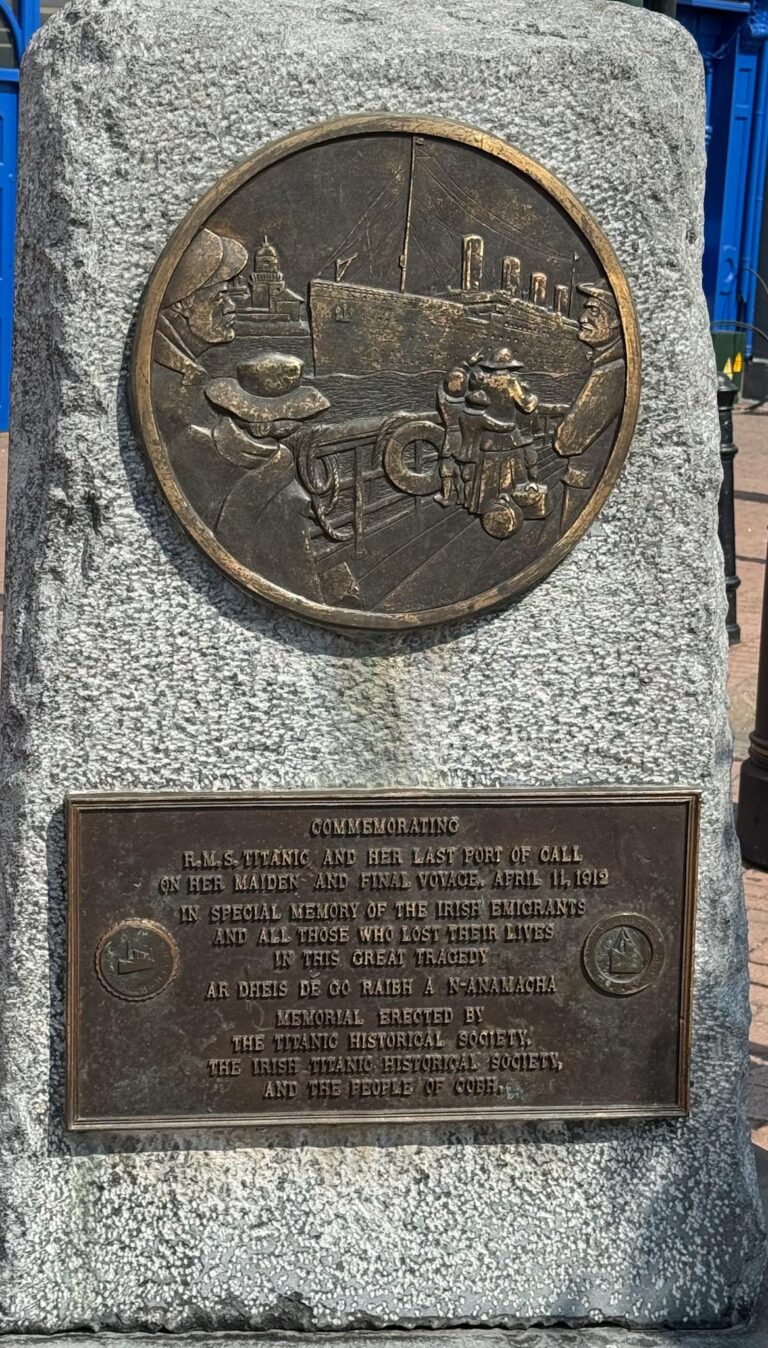 COMMEMORATING
R.M.S. TITANIC AND HER LAST PORT OF CALL
ON HER MAIDEN AND FINAL VOYAGE, APRIL 11, 1912
IN SPECIAL MEMORY OF THE IRISH EMIGRANTS
AND ALL THOSE WHO LOST THEIR LIVES
IN THIS GREAT TRAGEDY
AR DHEIS DÉ GO RAIBH A N-ANAMACHA
MEMORIAL ERECTED BY
THE TITANIC HISTORICAL SOCIETY,
THE IRISH TITANIC HISTORICAL SOCIETY,
AND THE PEOPLE OF COBH.